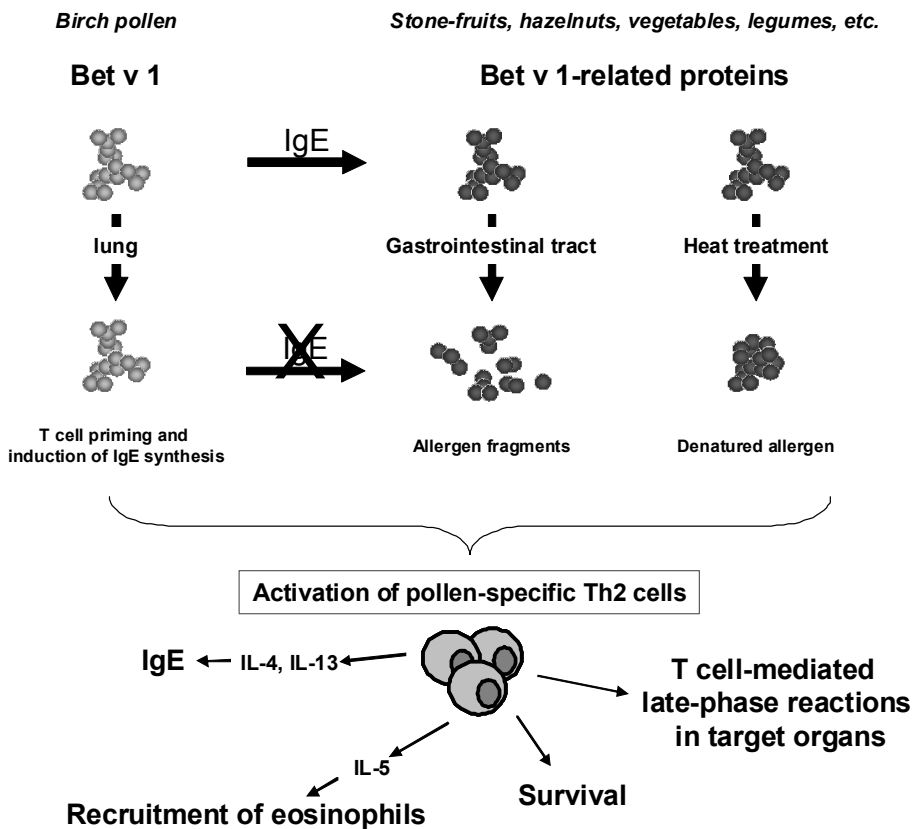 Birch pollen
Stone-fruits, hazelnuts, vegetables, legumes, etc.
Bet v 1
Bet v 1-related proteins
IgE
lung
Gastrointestinal tract
Heat treatment
IgE
T cell priming and
induction of IgE synthesis
Allergen fragments
Denatured allergen
Activation of pollen-specific Th2 cells
IgE
IL-4, IL-13
T cell-mediated
late-phase reactions
in target organs
IL-5
Survival
Recruitment of eosinophils